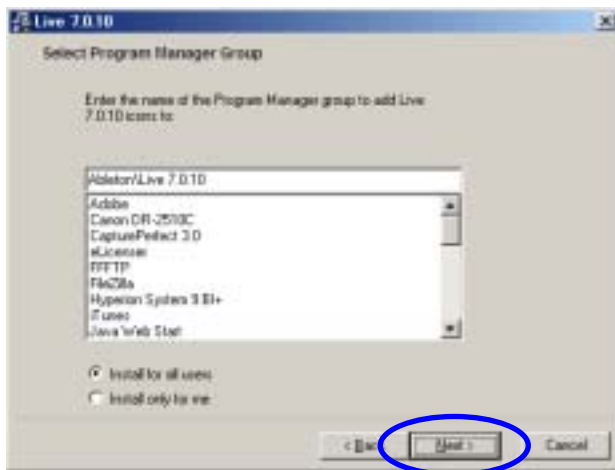 Live 7.0.10
Select Program Manager Group
Enter the name of the Program Manager group to add Live
7.0.10 icons to:
Ableton\Live 7.0.10
Adobe
Canon DR-2510C
CapturePerfect 3.0
eLicenser
FFFTP
FileZilla
Hyperion System 9 BI+
iTunes
Java Web Start
Install for all users
Install only for me
< Back
Next >
Cancel